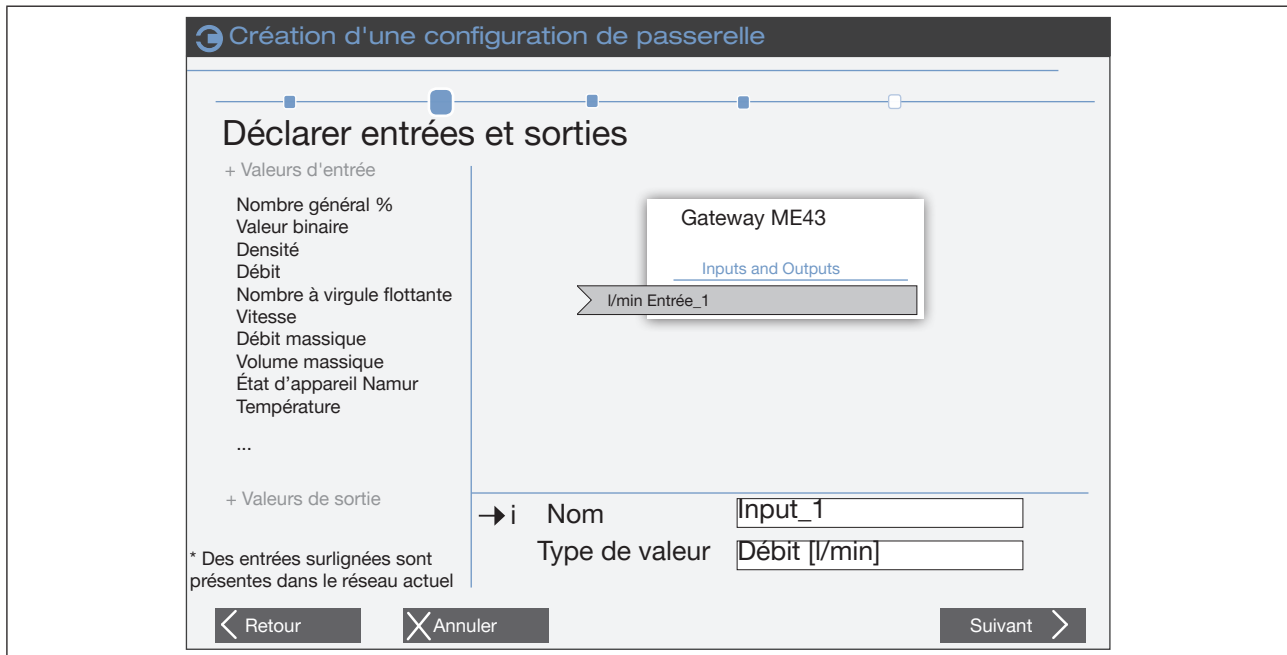 Création d'une configuration de passerelle
Déclarer entrées et sorties
+ Valeurs d'entrée
Nombre général %
Valeur binaire
Densité
Débit
Nombre à virgule flottante
Vitesse
Débit massique
Volume massique
État d’appareil Namur
Température
...
+ Valeurs de sortie
* Des entrées surlignées sont
présentes dans le réseau actuel
Gateway ME43
Inputs and Outputs
l/min Entrée_1
i Nom Input_1
Type de valeur Débit [l/min]
Retour Annuler Suivant